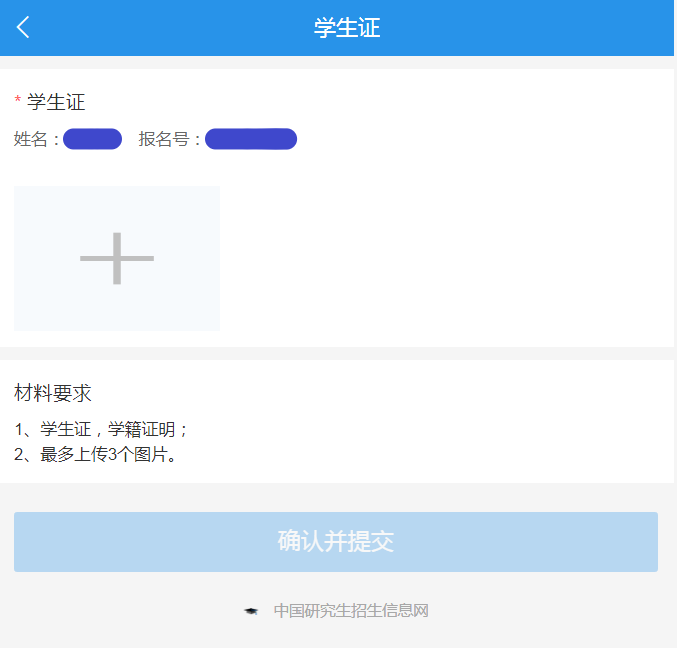 学生证
* 学生证
姓名： 报名号：
材料要求
1、学生证，学籍证明；
2、最多上传3个图片。
确认并提交
中国研究生招生信息网